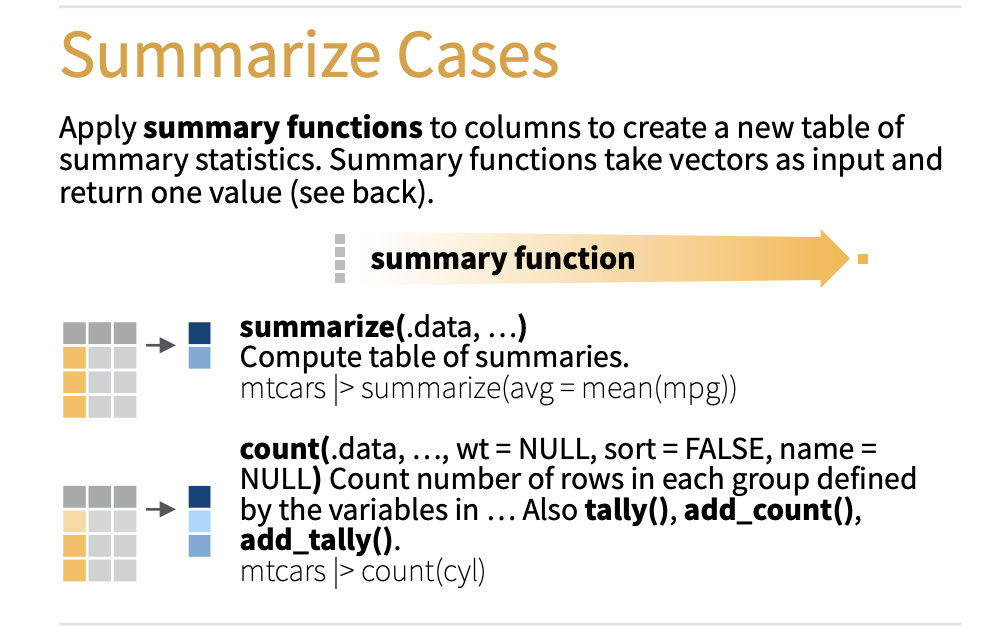 Summarize Cases
Apply summary functions to columns to create a new table of
summary statistics. Summary functions take vectors as input and
return one value (see back).
summary function
summarize(.data, …)
Compute table of summaries.
mtcars |> summarize(avg = mean(mpg))
count(.data, …, wt = NULL, sort = FALSE, name =
NULL) Count number of rows in each group defined
by the variables in … Also tally(), add_count(),
add_tally().
mtcars |> count(cyl)